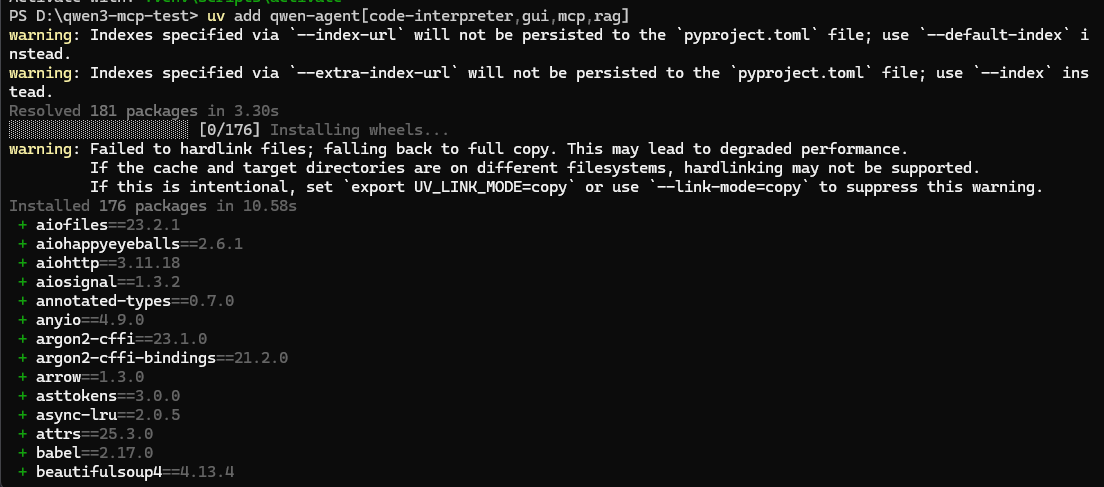 PS D:\qwen3-mcp-test> uv add qwen-agent[code-interpreter,gui,mcp,rag]
warning: Indexes specified via `--index-url` will not be persisted to the `pyproject.toml` file; use `--default-index` i
nstead.
warning: Indexes specified via `--extra-index-url` will not be persisted to the `pyproject.toml` file; use `--index` ins
tead.
Resolved 181 packages in 3.30s
[0/176] Installing wheels...
warning: Failed to hardlink files; falling back to full copy. This may lead to degraded performance.
If the cache and target directories are on different filesystems, hardlinking may not be supported.
If this is intentional, set `export UV_LINK_MODE=copy` or use `--link-mode=copy` to suppress this warning.
Installed 176 packages in 10.58s
+ aiofiles==23.2.1
+ aiohappyeyeballs==2.6.1
+ aiohttp==3.11.18
+ aiosignal==1.3.2
+ annotated-types==0.7.0
+ anyio==4.9.0
+ argon2-cffi==23.1.0
+ argon2-cffi-bindings==21.2.0
+ arrow==1.3.0
+ asttokens==3.0.0
+ async-lru==2.0.5
+ attrs==25.3.0
+ babel==2.17.0
+ beautifulsoup4==4.13.4